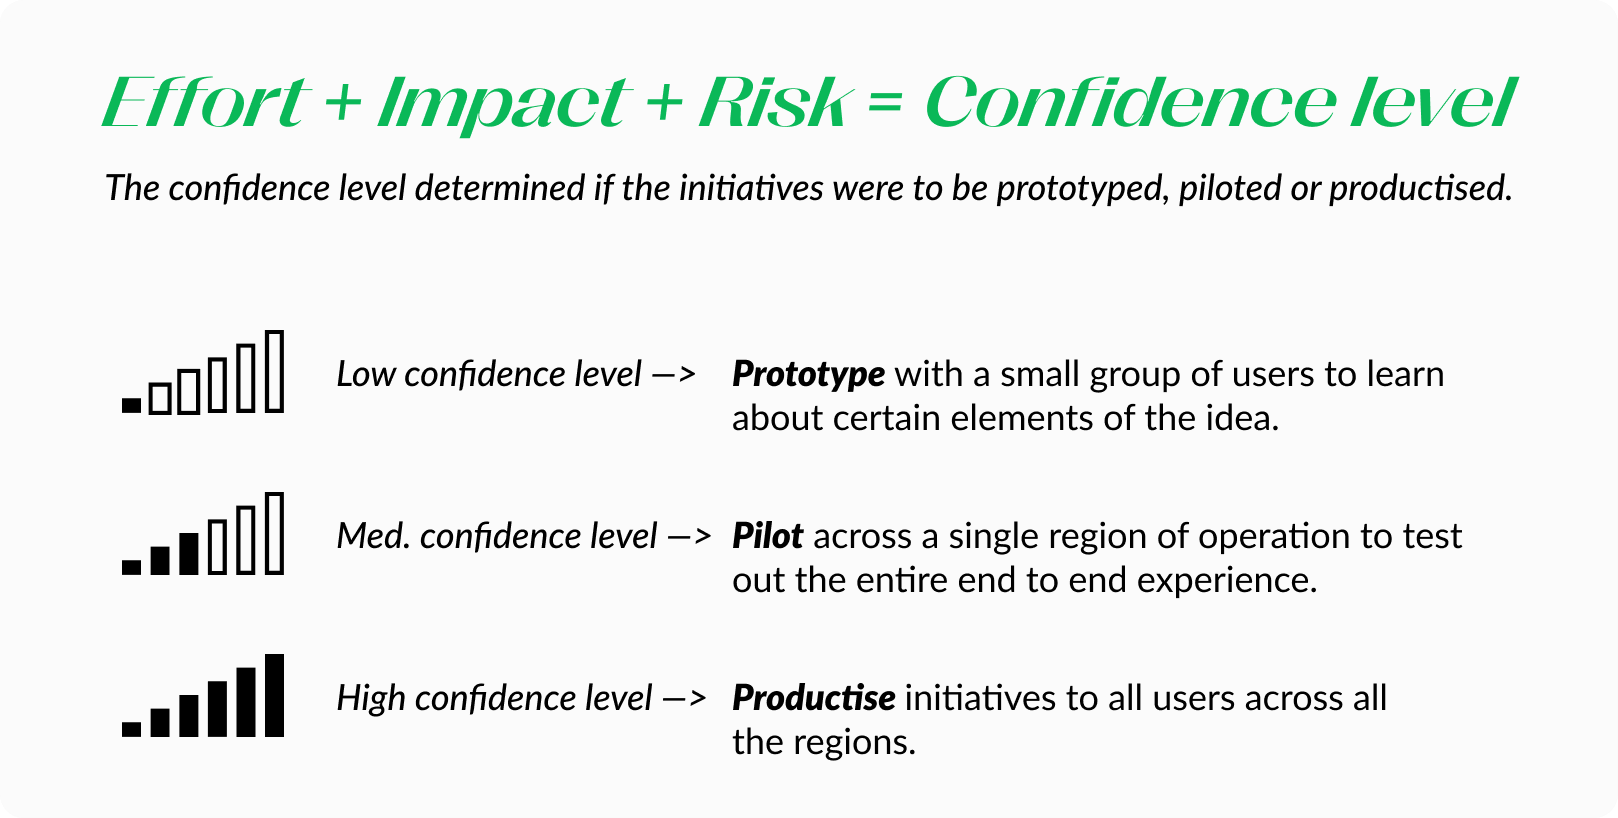 Effort + Impact + Risk = Confidence level
The confidence level determined if the initiatives were to be prototyped, piloted or productised.
Low confidence level —> Prototype with a small group of users to learn
about certain elements of the idea.
Med. confidence level —> Pilot across a single region of operation to test
out the entire end to end experience.
High confidence level —> Productise initiatives to all users across all
the regions.